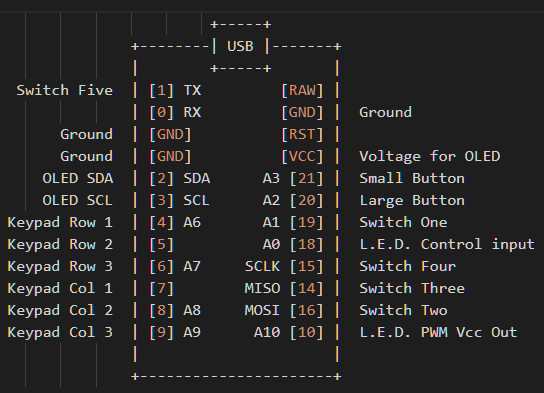 +-----+
+--------| USB |-------+
|        +-----+       |
Switch Five | [1] TX [RAW] |
| [0] RX [GND] | Ground
Ground | [GND] [RST] |
Ground | [GND] [VCC] | Voltage for OLED
OLED SDA | [2] SDA A3 [21] | Small Button
OLED SCL | [3] SCL A2 [20] | Large Button
Keypad Row 1 | [4] A6 A1 [19] | Switch One
Keypad Row 2 | [5] A0 [18] | L.E.D. Control input
Keypad Row 3 | [6] A7 SCLK [15] | Switch Four
Keypad Col 1 | [7] MISO [14] | Switch Three
Keypad Col 2 | [8] A8 MOSI [16] | Switch Two
Keypad Col 3 | [9] A9 A10 [10] | L.E.D. PWM Vcc Out
|                      |
+----------------------+